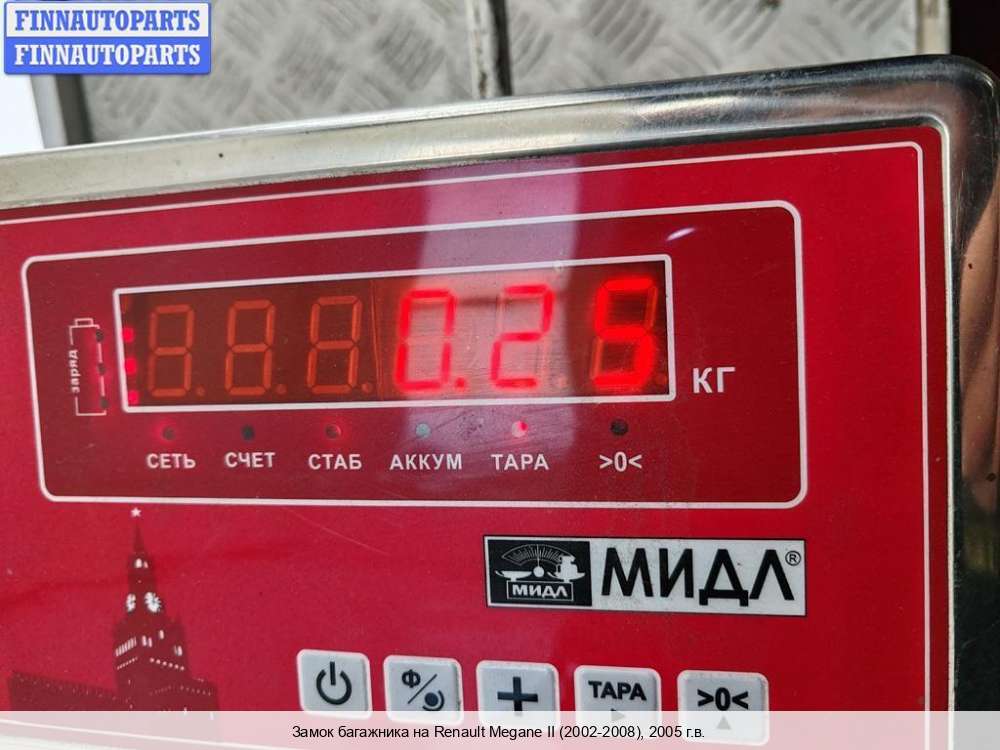 FINNAUTOPARTS
FINNAUTOPARTS
заряд
0.25
КГ
СЕТЬ СЧЕТ СТАБ АККУМ ТАРА >0<
МИДЛ
МИДЛ®
Ф
+
ТАРА
>0<
Замок багажника на Renault Megane II (2002-2008), 2005 г.в.